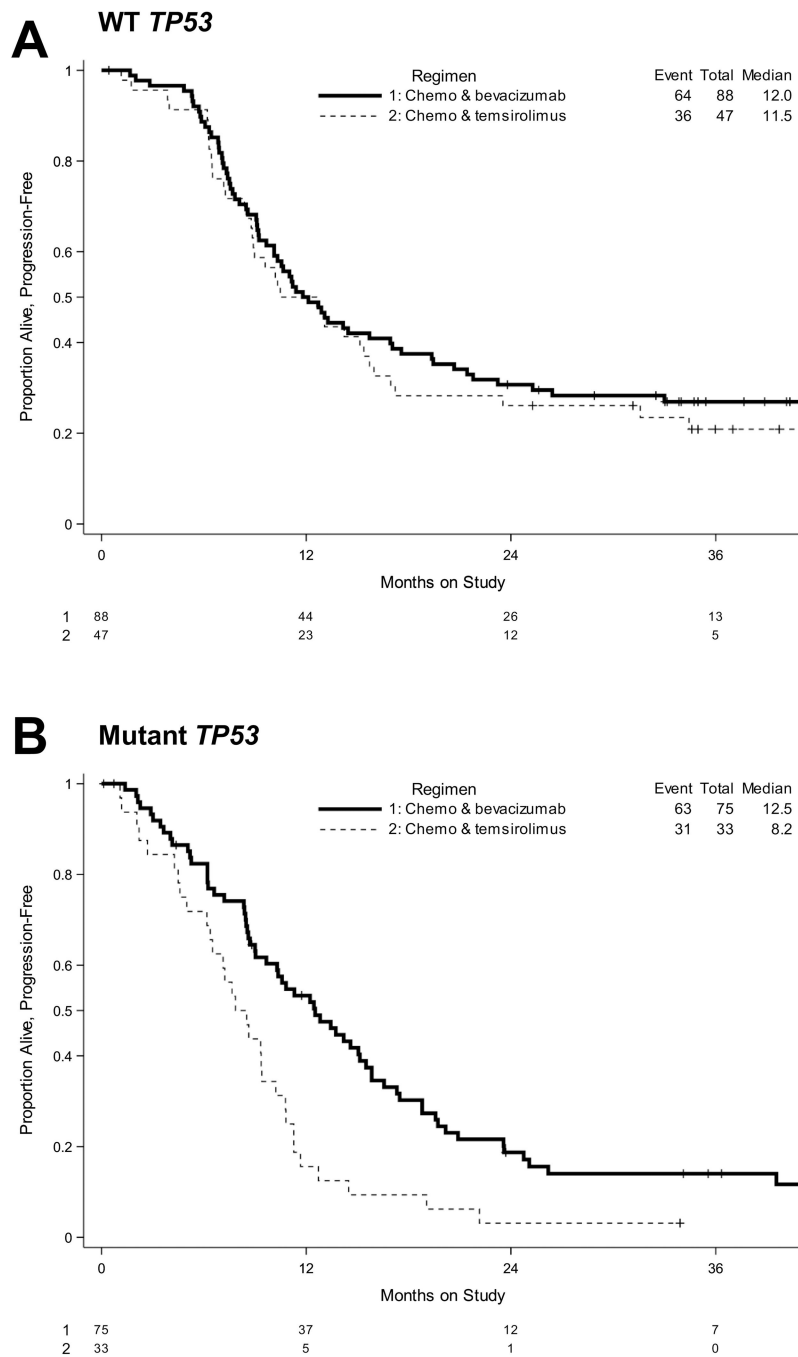 A
WT TP53
Regimen Event Total Median
1: Chemo & bevacizumab 64 88 12.0
2: Chemo & temsirolimus 36 47 11.5
Proportion Alive, Progression-Free
1
0.8
0.6
0.5
0.4
0.2
0
0 12 24 36
Months on Study
1 88 44 26 13
2 47 23 12 5
B
Mutant TP53
Regimen Event Total Median
1: Chemo & bevacizumab 63 75 12.5
2: Chemo & temsirolimus 31 33 8.2
Proportion Alive, Progression-Free
1
0.8
0.6
0.5
0.4
0.2
0
0 12 24 36
Months on Study
1 75 37 12 7
2 33 5 1 0